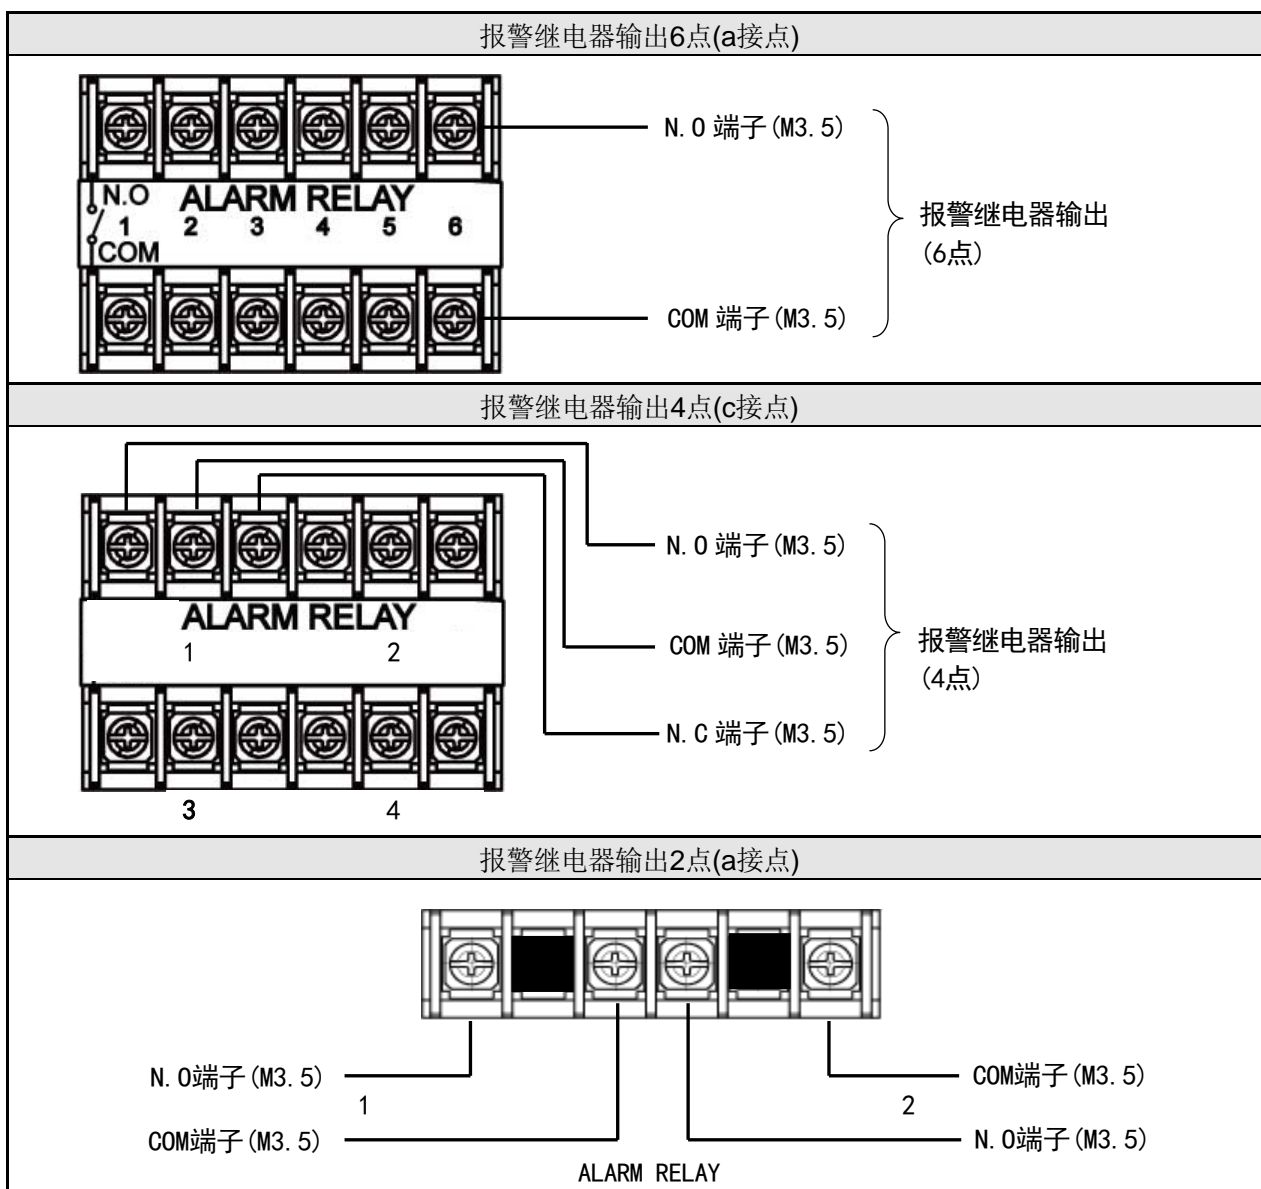 报警继电器输出6点(a接点)
N.O 端子(M3.5)
N.O ALARM RELAY
1 2 3 4 5 6
COM
报警继电器输出
(6点)
COM 端子(M3.5)
报警继电器输出4点(c接点)
N.O 端子(M3.5)
ALARM RELAY
1 2
COM 端子(M3.5)
报警继电器输出
(4点)
N.C 端子(M3.5)
3 4
报警继电器输出2点(a接点)
N.O端子(M3.5)
1
COM端子(M3.5)
COM端子(M3.5)
2
N.O端子(M3.5)
ALARM RELAY